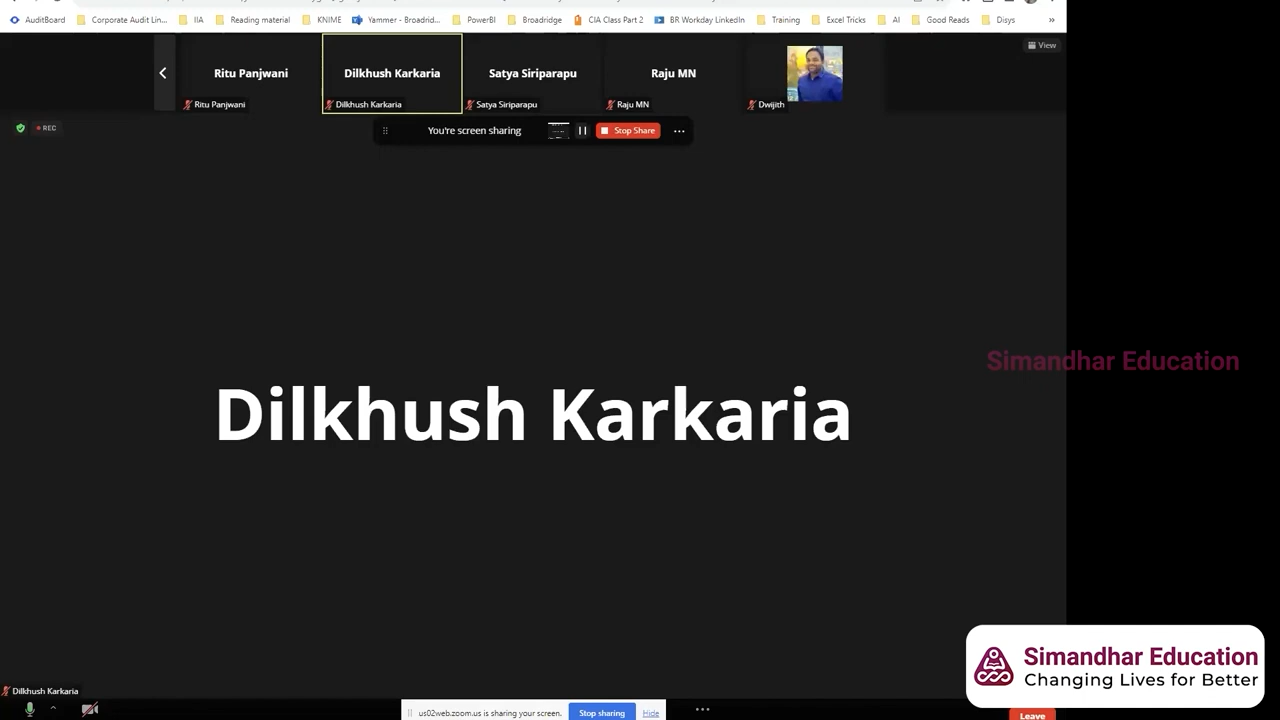 AuditBoard Corporate Audit Lin... IIA Reading material KNIME Yammer - Broadrid... PowerBI Broadridge CIA Class Part 2 BR Workday LinkedIn Training Excel Tricks AI Good Reads Disys »
View
Ritu Panjwani Dilkhush Karkaria Satya Siriparapu Raju MN
Ritu Panjwani Dilkhush Karkaria Satya Siriparapu Raju MN Dwijith
REC
You're screen sharing Stop Share
Simandhar Education
Dilkhush Karkaria
Simandhar Education
Changing Lives for Better
Dilkhush Karkaria
us02web.zoom.us is sharing your screen. Stop sharing Hide
Leave